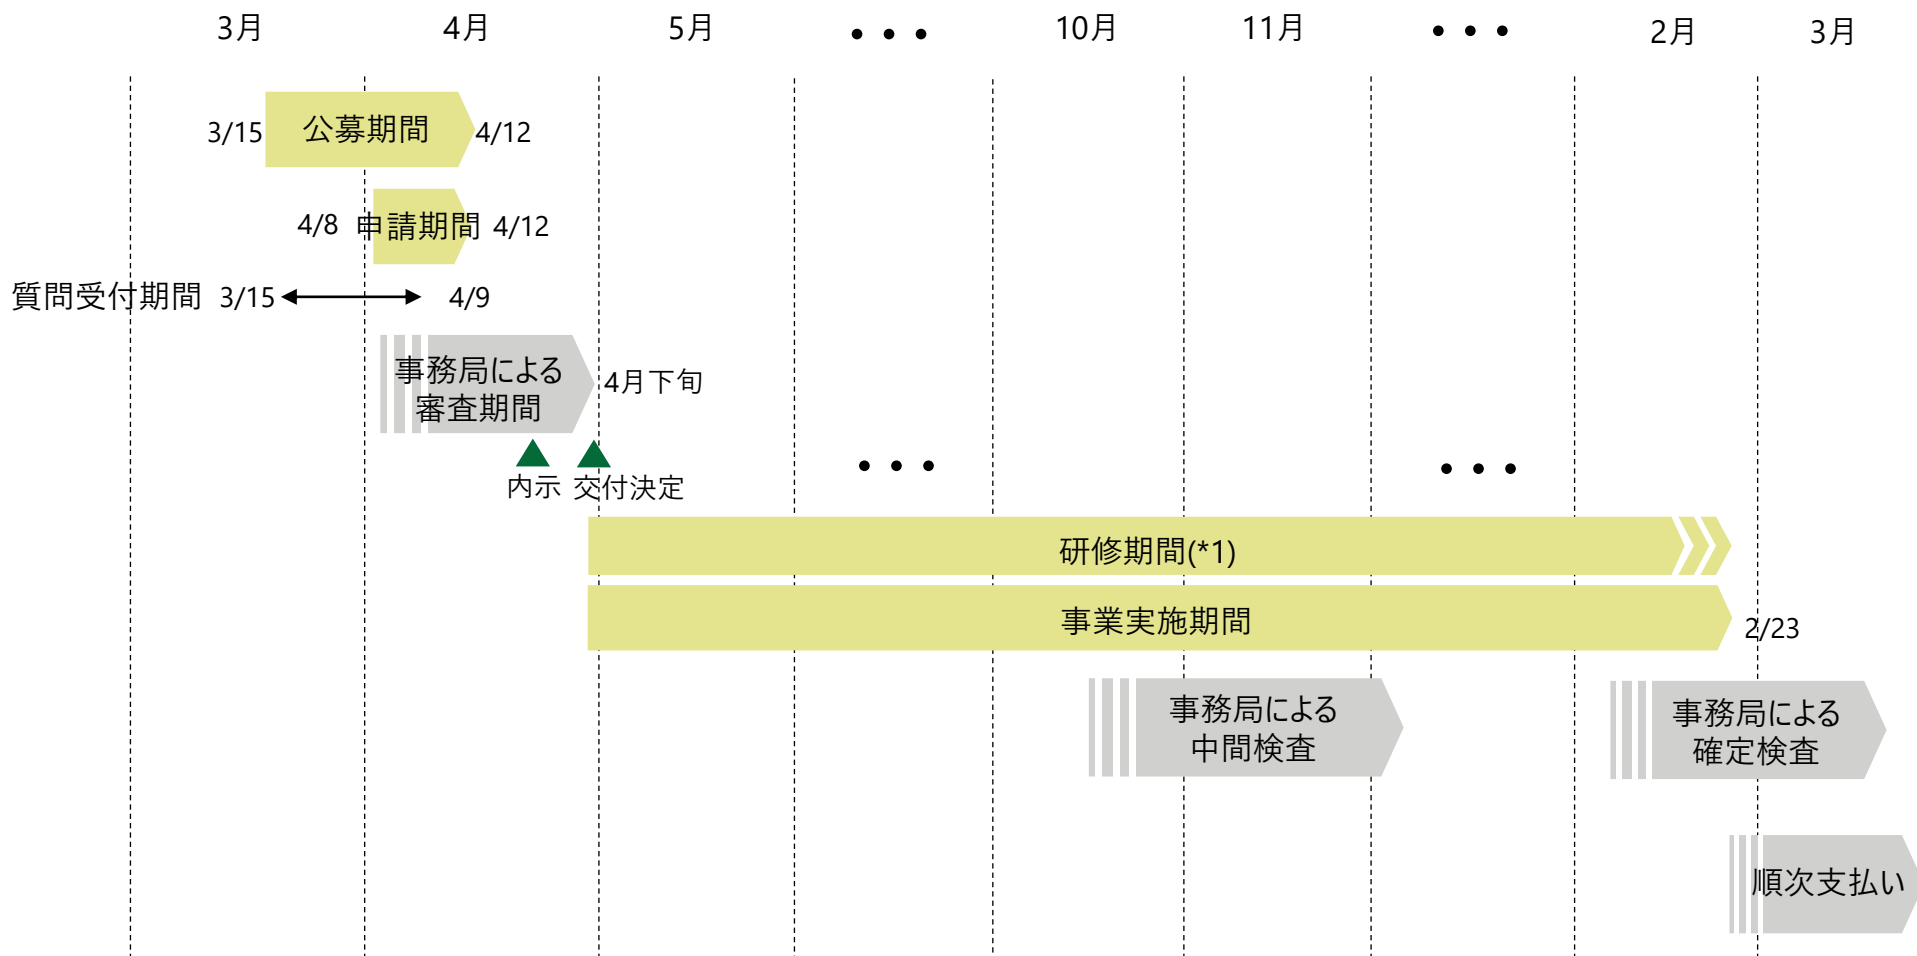 3月
4月
5月
• • •
10月
11月
• • •
2月
3月
3/15
公募期間
4/12
4/8
申請期間
4/12
質問受付期間
3/15
4/9
事務局による
審査期間
4月下旬
内示
交付決定
• • •
• • •
研修期間(*1)
事業実施期間
2/23
事務局による
中間検査
事務局による
確定検査
順次支払い